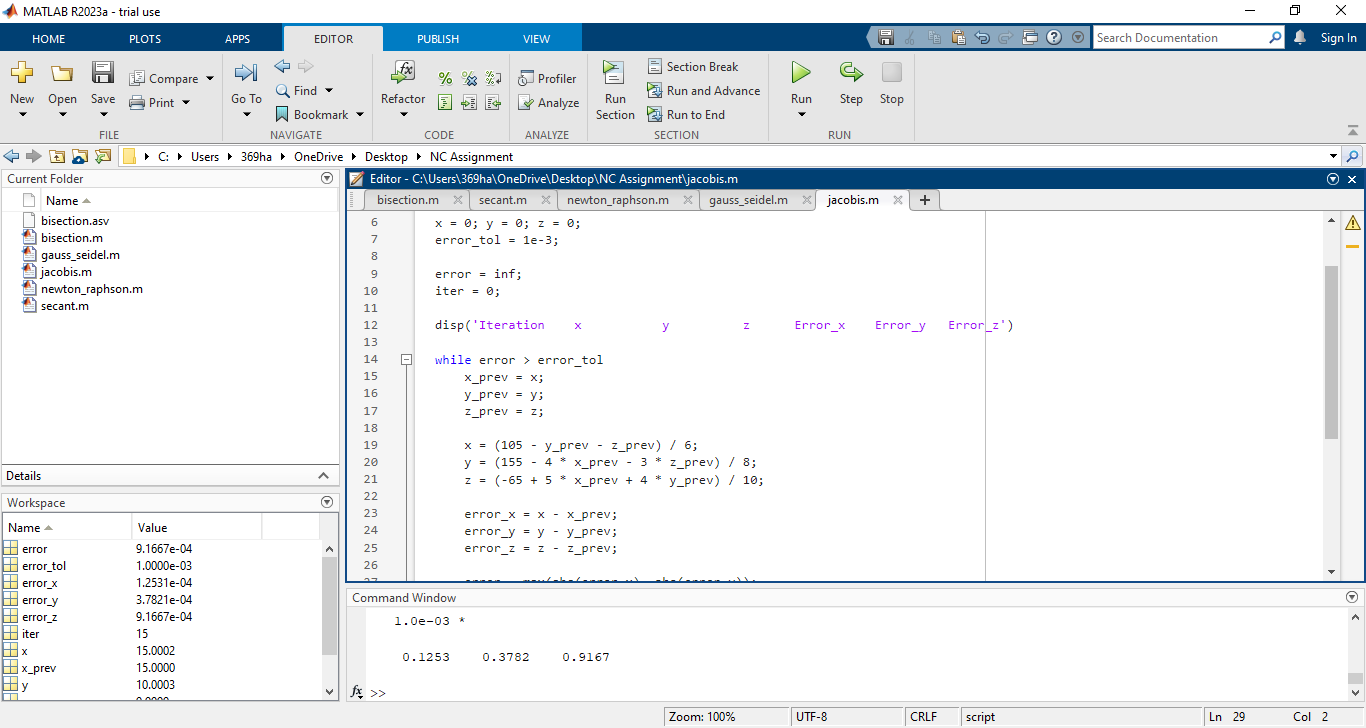 MATLAB R2023a - trial use
HOME PLOTS APPS EDITOR PUBLISH VIEW Search Documentation Sign In
New Open Save Compare Print Go To Find Bookmark Refactor Profiler Analyze Run Section Section Break Run and Advance Run to End Run Step Stop
FILE NAVIGATE CODE ANALYZE SECTION RUN
C: Users 369ha OneDrive Desktop NC Assignment
Current Folder
Name
bisection.asv
bisection.m
gauss_seidel.m
jacobis.m
newton_raphson.m
secant.m
Details
Workspace
Name Value
error 9.1667e-04
error_tol 1.0000e-03
error_x 1.2531e-04
error_y 3.7821e-04
error_z 9.1667e-04
iter 15
x 15.0002
x_prev 15.0000
y 10.0003
Editor - C:\Users\369ha\OneDrive\Desktop\NC Assignment\jacobis.m
bisection.m secant.m newton_raphson.m gauss_seidel.m jacobis.m
6 x = 0; y = 0; z = 0;
7 error_tol = 1e-3;
8
9 error = inf;
10 iter = 0;
11
12 disp('Iteration    x           y          z      Error_x    Error_y   Error_z')
13
14 while error > error_tol
15 x_prev = x;
16 y_prev = y;
17 z_prev = z;
18
19 x = (105 - y_prev - z_prev) / 6;
20 y = (155 - 4 * x_prev - 3 * z_prev) / 8;
21 z = (-65 + 5 * x_prev + 4 * y_prev) / 10;
22
23 error_x = x - x_prev;
24 error_y = y - y_prev;
25 error_z = z - z_prev;
26
Command Window
1.0e-03 *
0.1253 0.3782 0.9167
fx >>
Zoom: 100% UTF-8 CRLF script Ln 29 Col 2